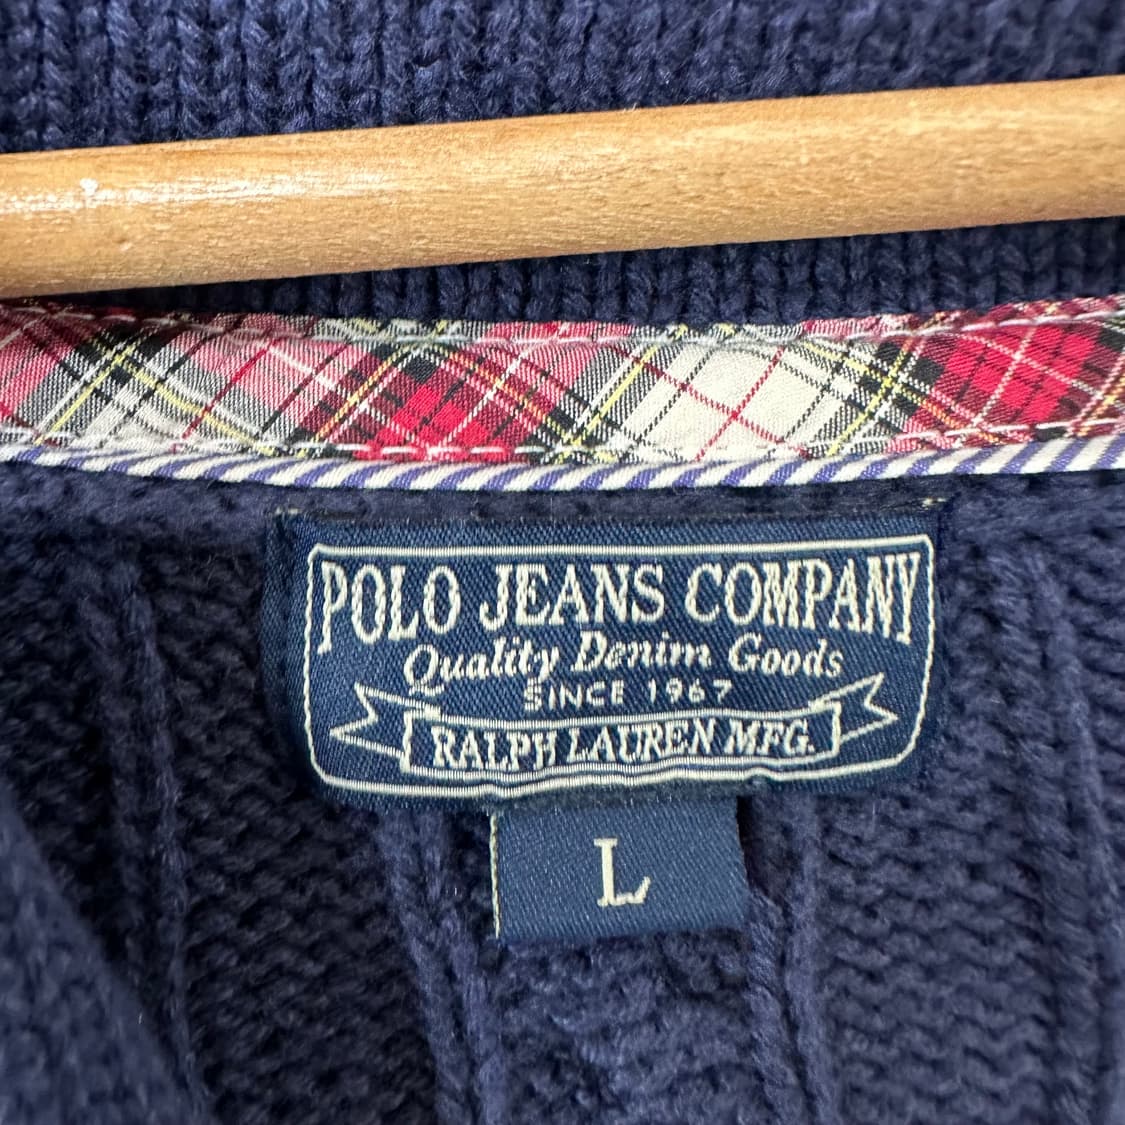 POLO JEANS COMPANY
Quality Denim Goods
SINCE 1967
RALPH LAUREN MFG.
L